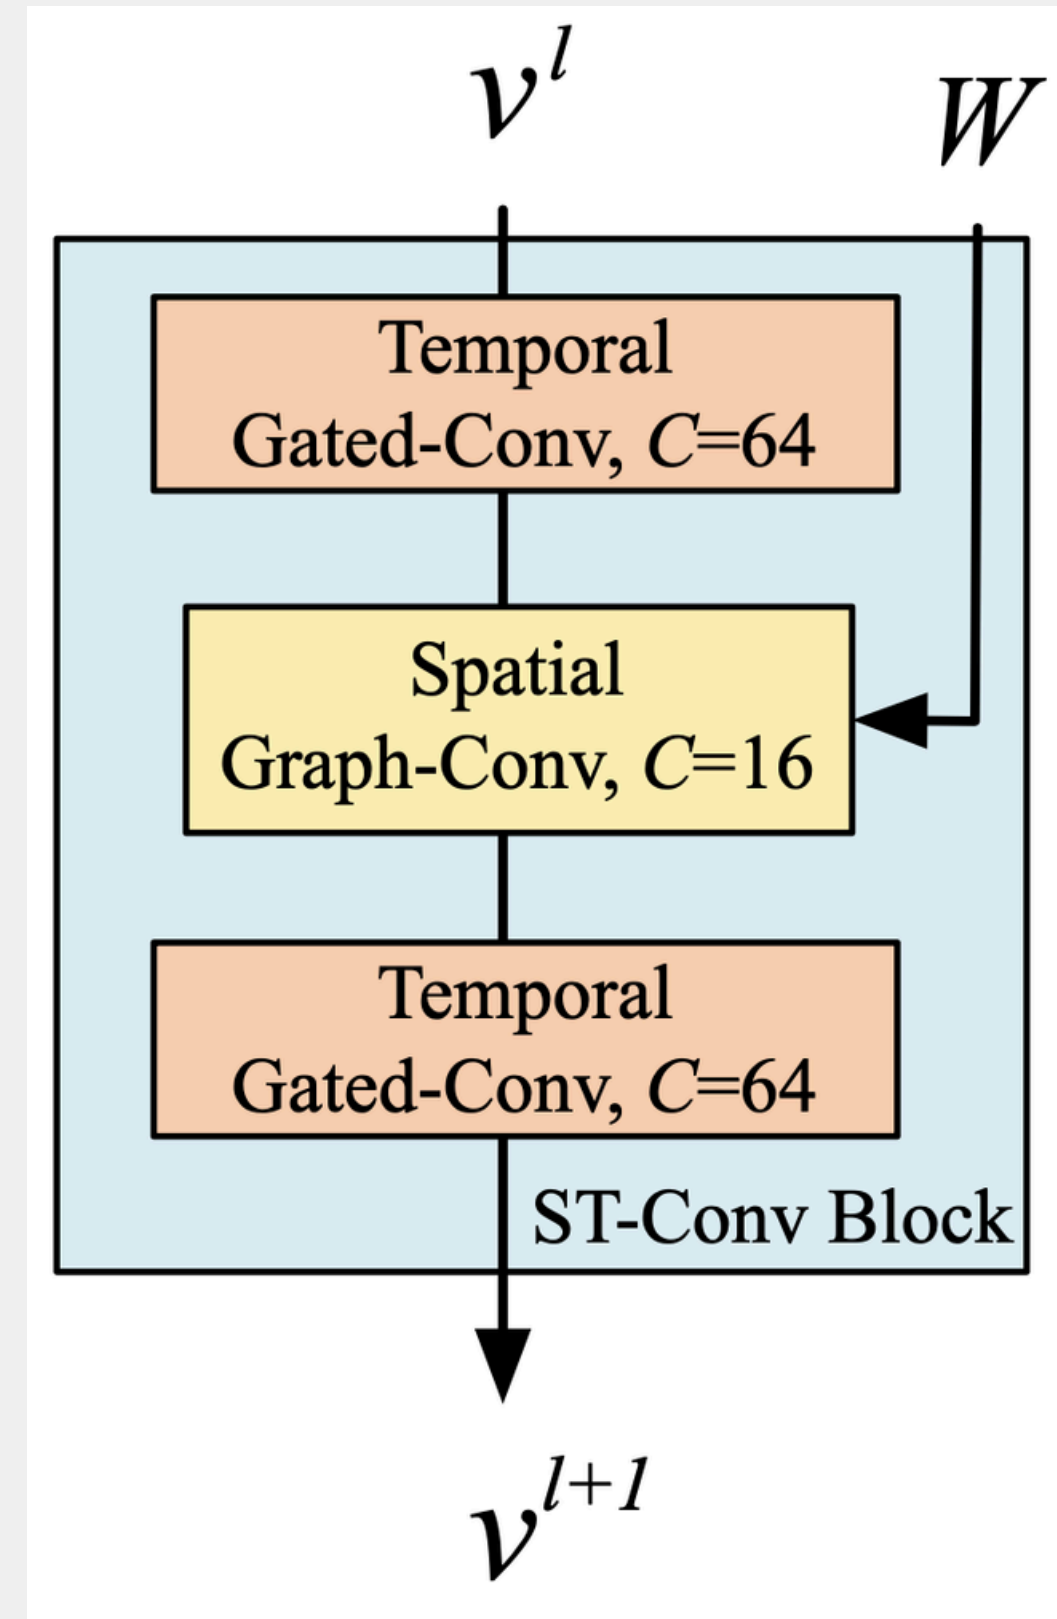 v^l
W
Temporal
Gated-Conv, C=64
Spatial
Graph-Conv, C=16
Temporal
Gated-Conv, C=64
ST-Conv Block
v^{l+1}